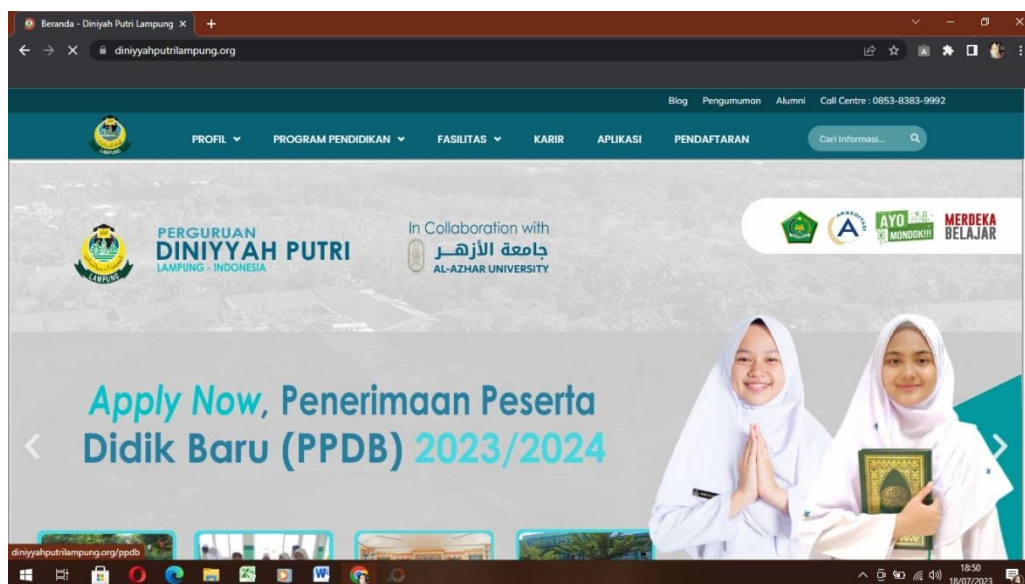 Beranda - Diniyah Putri Lampung
diniyyahputrilampung.org
Blog Pengumuman Alumni Call Centre : 0853-8383-9992
LAMPUNG
PROFIL PROGRAM PENDIDIKAN FASILITAS KARIR APLIKASI PENDAFTARAN Cari Informasi...
LAMPUNG
PERGURUAN
DINIYYAH PUTRI
LAMPUNG - INDONESIA
In Collaboration with
جامعة الأزهر
AL-AZHAR UNIVERSITY
AKREDITASI
A
AYO
MONDOK!!!
MERDEKA
BELAJAR
Apply Now, Penerimaan Peserta
Didik Baru (PPDB) 2023/2024
diniyyahputrilampung.org/ppdb
18:50
18/07/2023